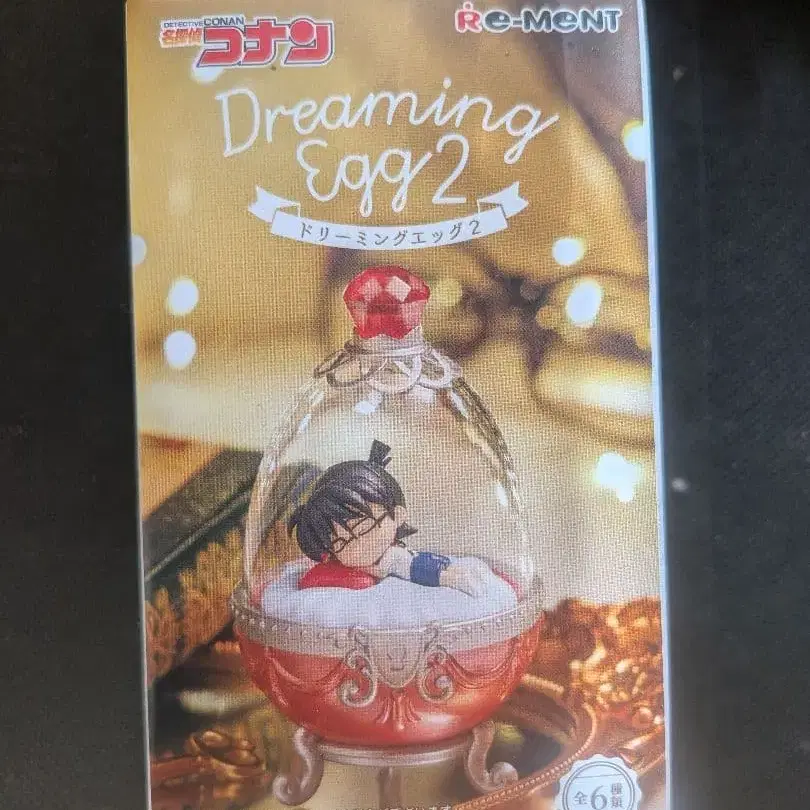 DETECTIVE CONAN
名探偵
コナン
Re-MeNT
Dreaming
Egg 2
ドリーミングエッグ2
全6種類